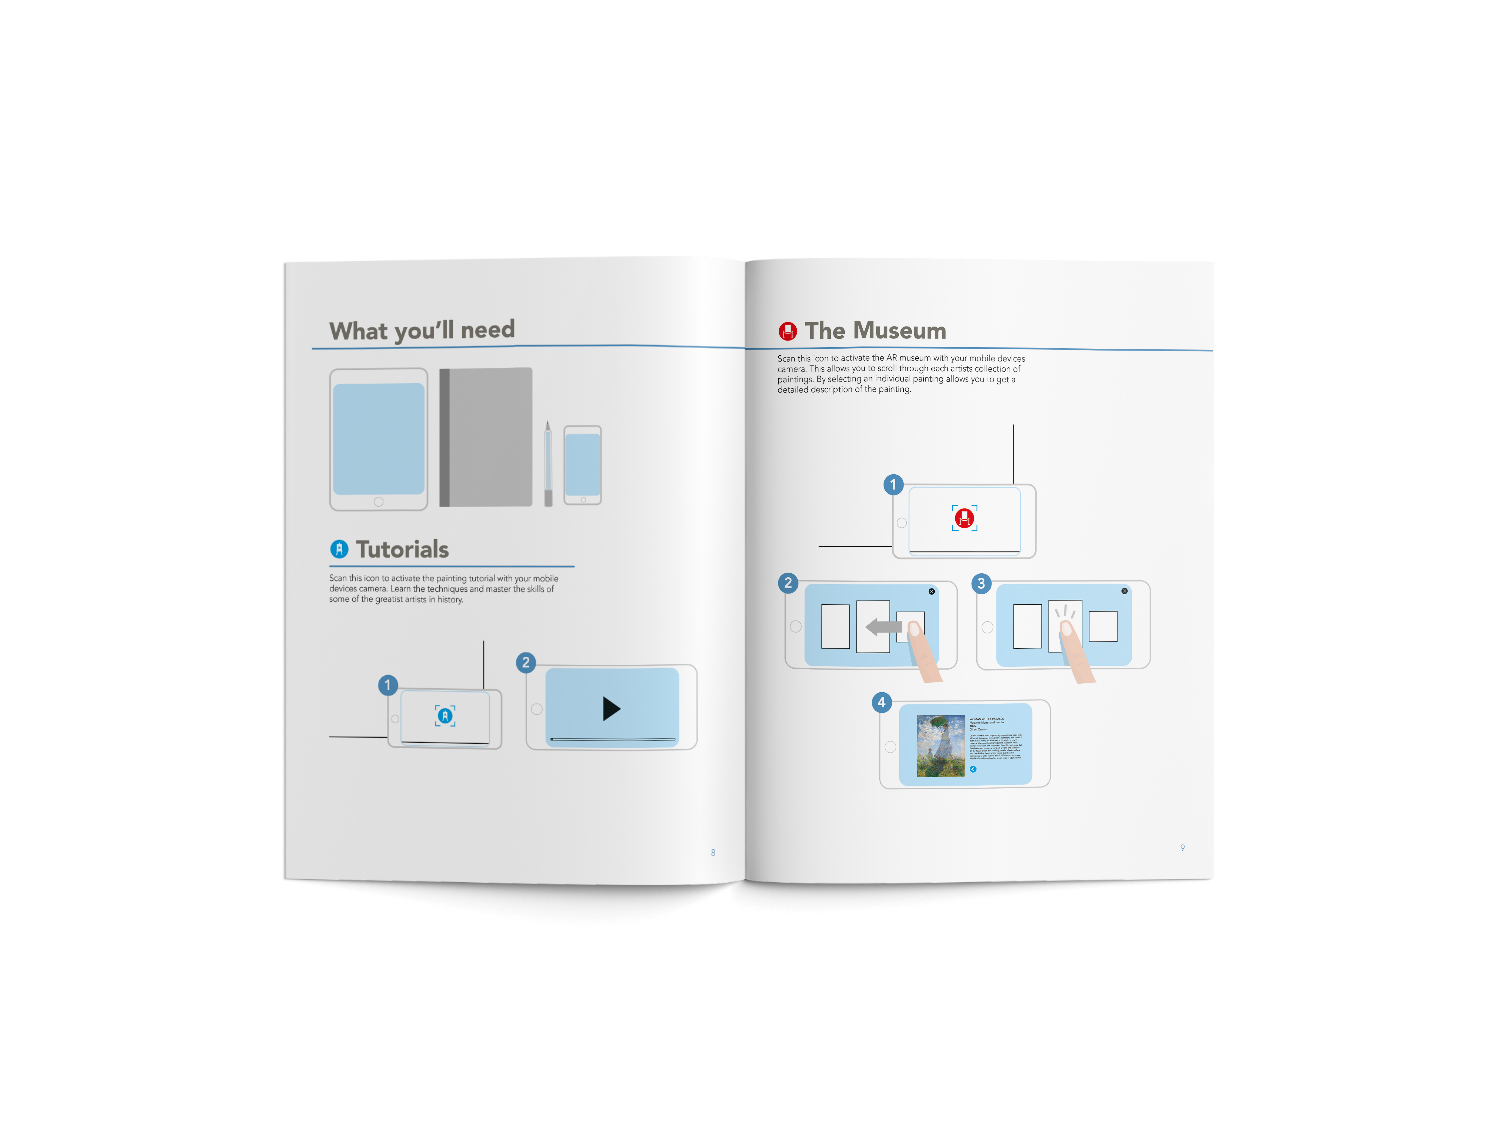 What you'll need
Tutorials
Scan this icon to activate the painting tutorial with your mobile
devices camera. Learn the techniques and master the skills of
some of the greatist artists in history.
1
2
8
The Museum
Scan this icon to activate the AR museum with your mobile devices
camera. This allows you to scroll through each artists collection of
paintings. By selecting an individual painting allows you to get a
detailed description of the painting.
1
2
3
4
9